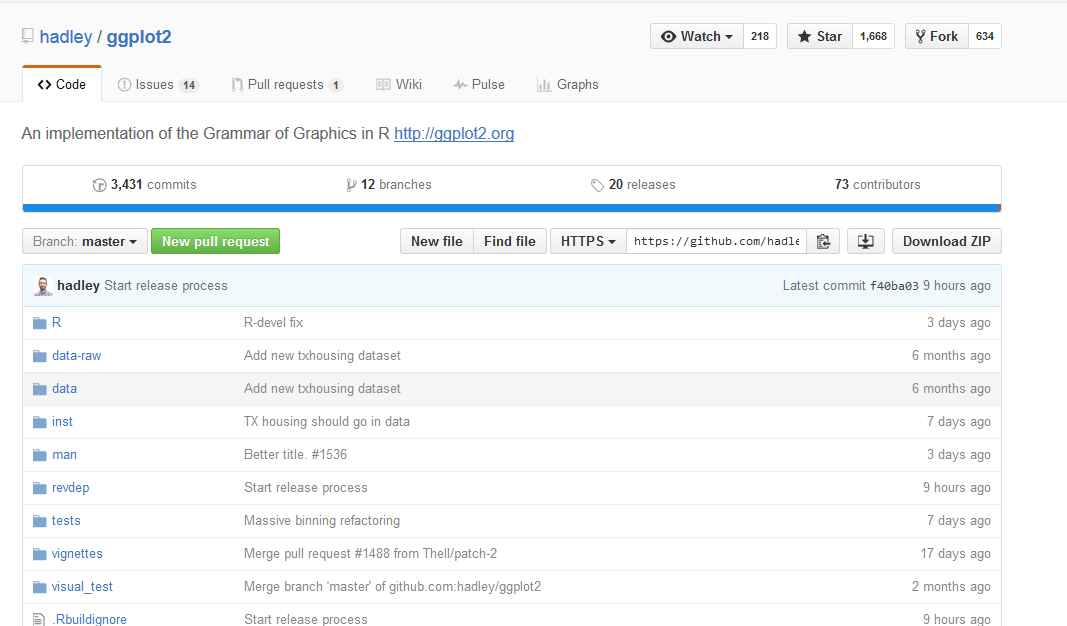 hadley / ggplot2 Watch 218 Star 1,668 Fork 634
Code Issues 14 Pull requests 1 Wiki Pulse Graphs
An implementation of the Grammar of Graphics in R http://ggplot2.org
3,431 commits 12 branches 20 releases 73 contributors
Branch: master New pull request New file Find file HTTPS https://github.com/hadle Download ZIP
hadley Start release process Latest commit f40ba03 9 hours ago
R R-devel fix 3 days ago
data-raw Add new txhousing dataset 6 months ago
data Add new txhousing dataset 6 months ago
inst TX housing should go in data 7 days ago
man Better title. #1536 3 days ago
revdep Start release process 9 hours ago
tests Massive binning refactoring 7 days ago
vignettes Merge pull request #1488 from Thell/patch-2 17 days ago
visual_test Merge branch 'master' of github.com:hadley/ggplot2 2 months ago
.Rbuildignore Start release process 9 hours ago